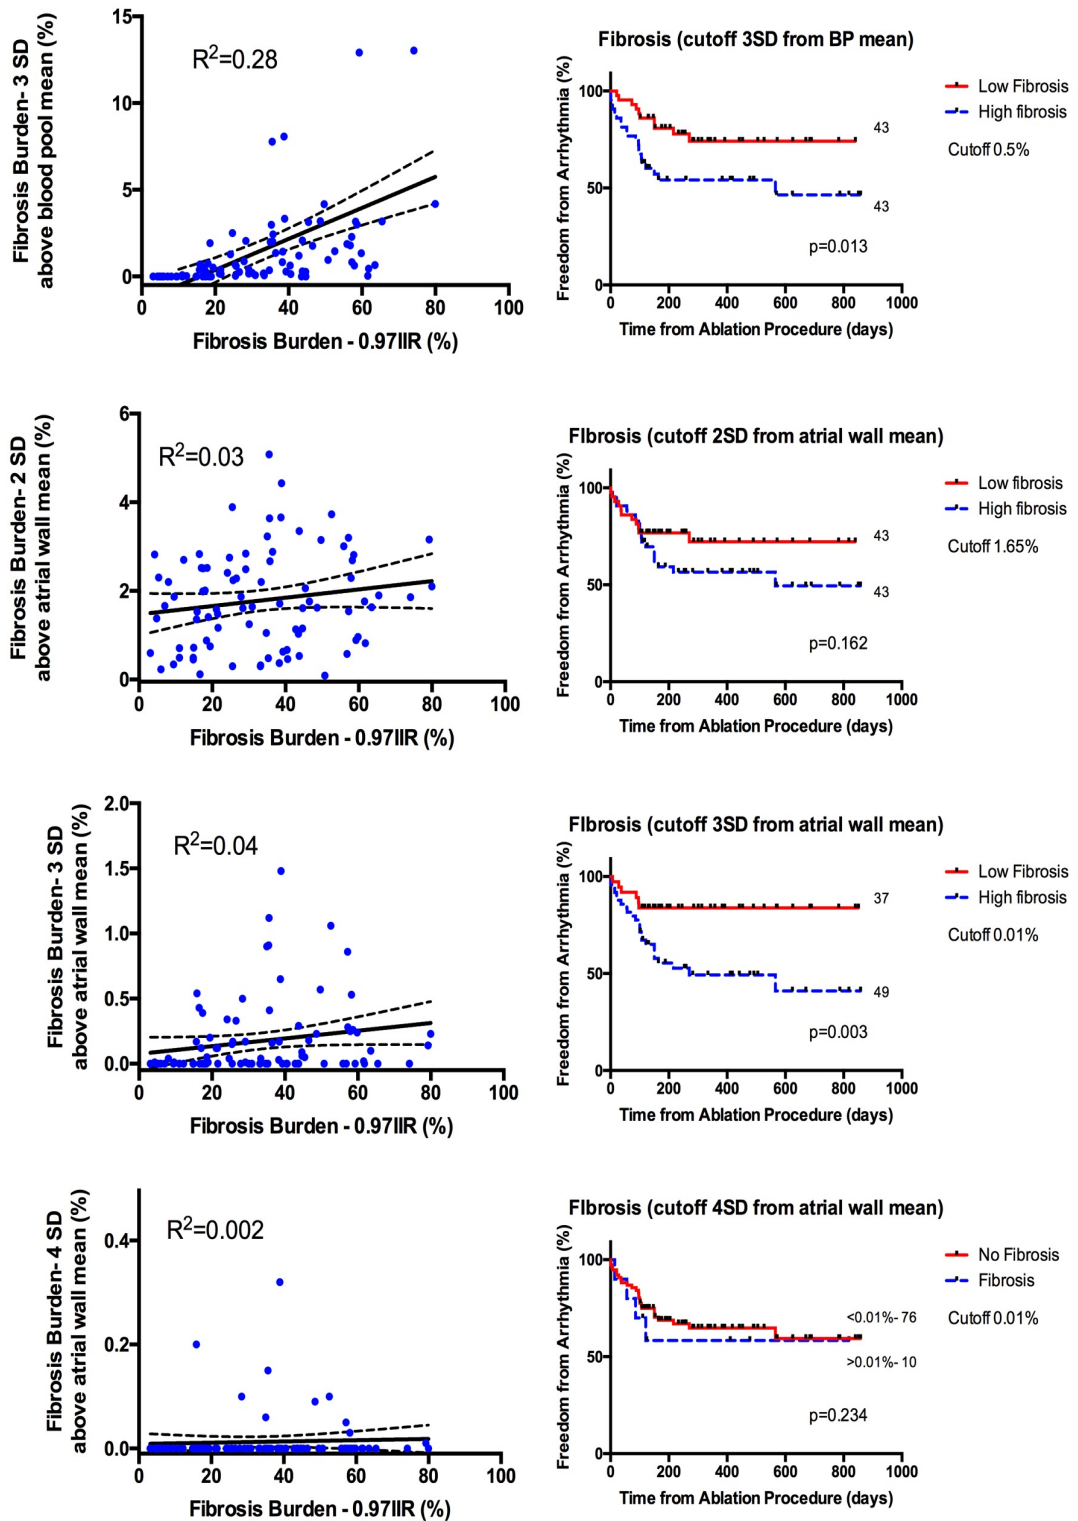 Fibrosis Burden- 3 SD
above blood pool mean (%)
15
10
5
0
R²=0.28
0 20 40 60 80 100
Fibrosis Burden - 0.97IIR (%)
Fibrosis (cutoff 3SD from BP mean)
Freedom from Arrhythmia (%)
100
50
0
43
43
p=0.013
0 200 400 600 800 1000
Time from Ablation Procedure (days)
Low Fibrosis
High fibrosis
Cutoff 0.5%
Fibrosis Burden- 2 SD
above atrial wall mean (%)
6
4
2
0
R²=0.03
0 20 40 60 80 100
Fibrosis Burden - 0.97IIR (%)
FIbrosis (cutoff 2SD from atrial wall mean)
Freedom from Arrhythmia (%)
100
50
0
43
43
p=0.162
0 200 400 600 800 1000
Time from Ablation Procedure (days)
Low fibrosis
High fibrosis
Cutoff 1.65%
Fibrosis Burden- 3 SD
above atrial wall mean (%)
2.0
1.5
1.0
0.5
0.0
R²=0.04
0 20 40 60 80 100
Fibrosis Burden - 0.97IIR (%)
FIbrosis (cutoff 3SD from atrial wall mean)
Freedom from Arrhythmia (%)
100
50
0
37
49
p=0.003
0 200 400 600 800 1000
Time from Ablation Procedure (days)
Low Fibrosis
High fibrosis
Cutoff 0.01%
Fibrosis Burden- 4 SD
above atrial wall mean (%)
0.4
0.2
0.0
R²=0.002
0 20 40 60 80 100
Fibrosis Burden - 0.97IIR (%)
FIbrosis (cutoff 4SD from atrial wall mean)
Freedom from Arrhythmia (%)
100
50
0
<0.01%- 76
>0.01%- 10
p=0.234
0 200 400 600 800 1000
Time from Ablation Procedure (days)
No Fibrosis
Fibrosis
Cutoff 0.01%